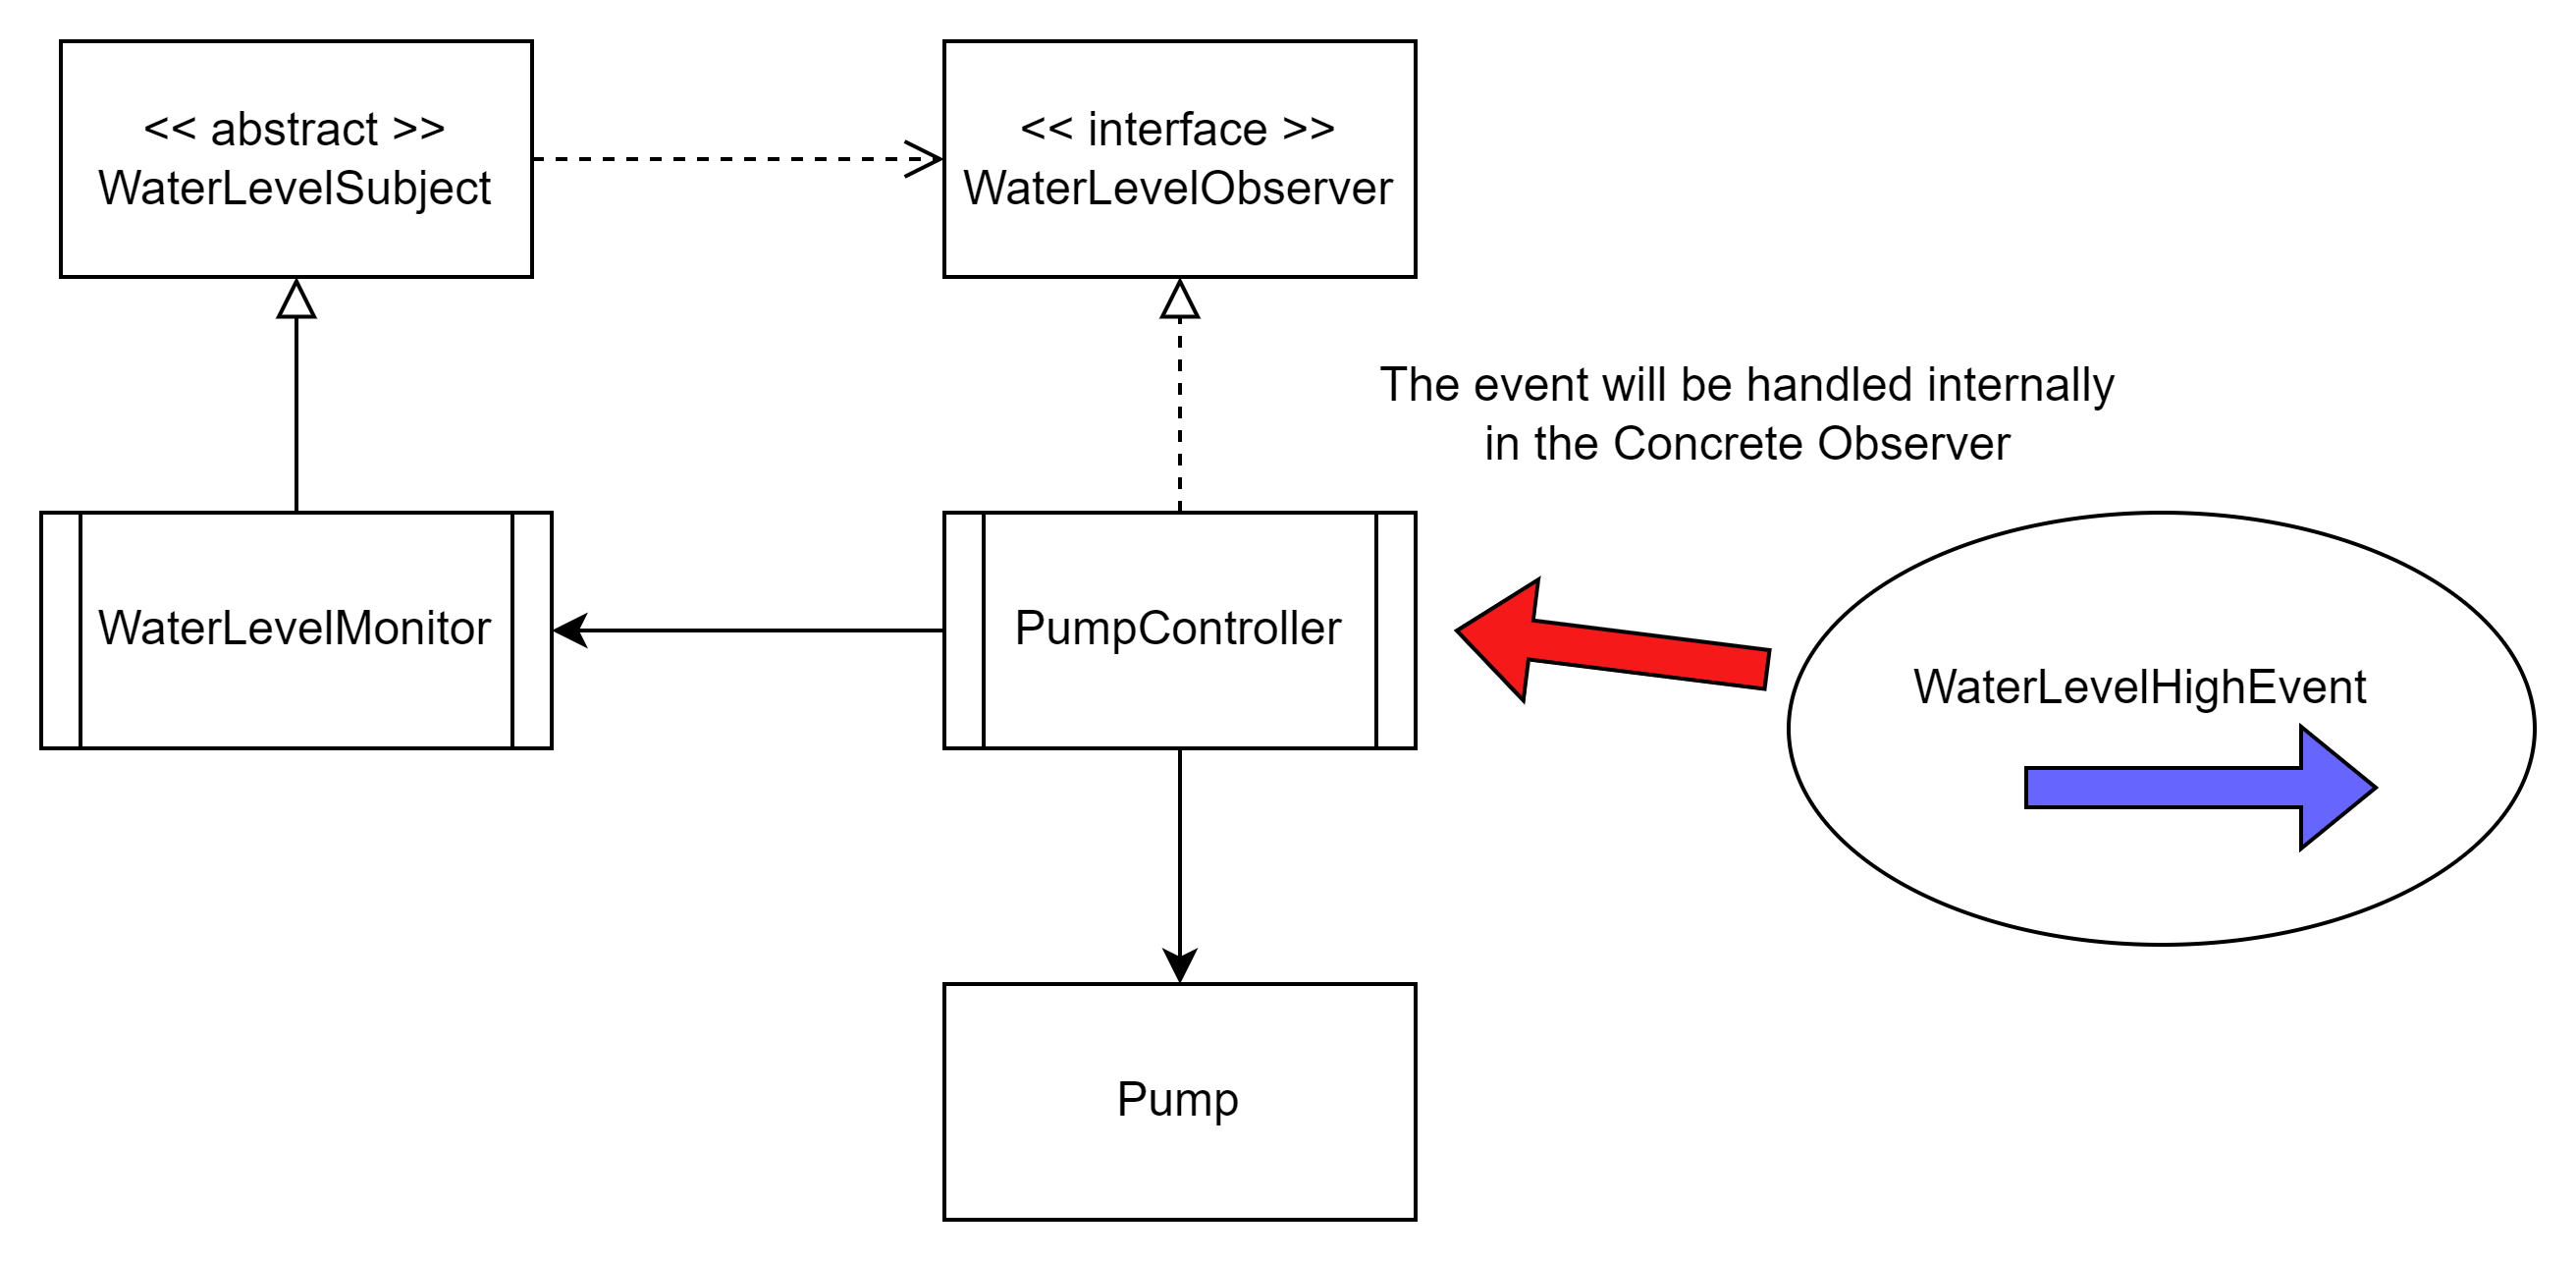 << abstract >>
WaterLevelSubject
<< interface >>
WaterLevelObserver
The event will be handled internally
in the Concrete Observer
WaterLevelMonitor
PumpController
WaterLevelHighEvent
Pump